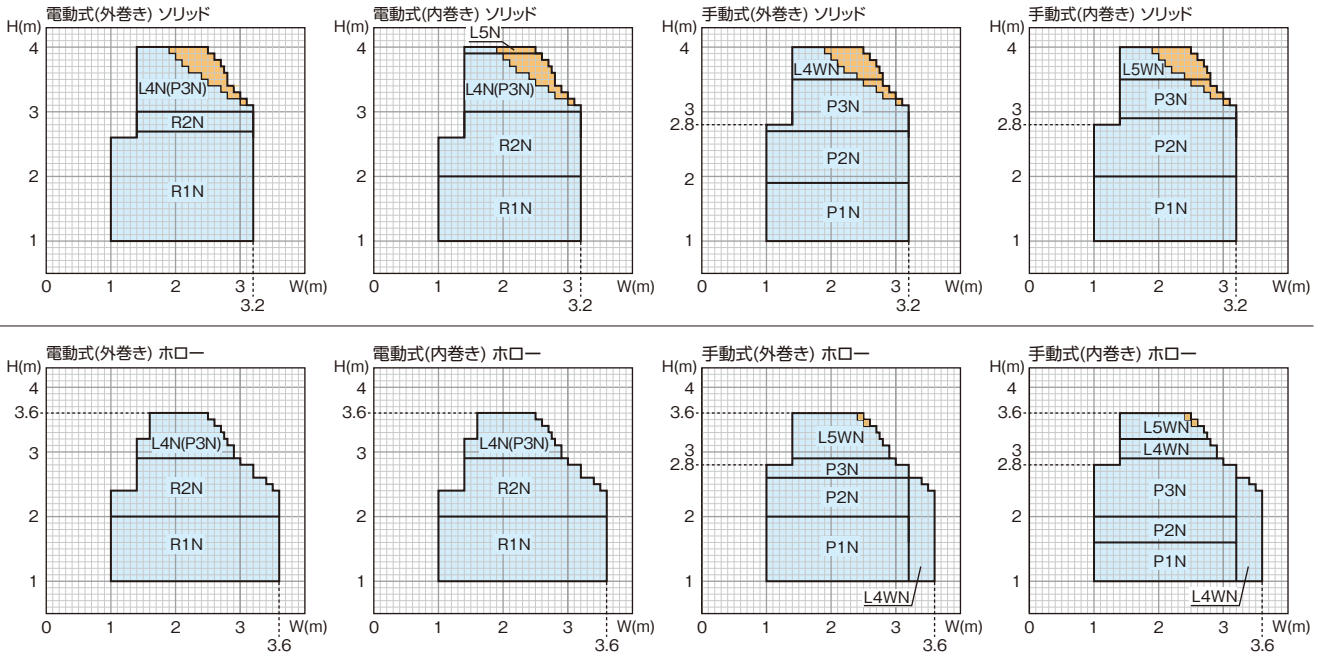 電動式(外巻き) ソリッド
H(m)
4
3
2
1
L4N(P3N)
R2N
R1N
0 1 2 3 W(m)
3.2
電動式(内巻き) ソリッド
H(m)
4
3
2
1
L5N
L4N(P3N)
R2N
R1N
0 1 2 3 W(m)
3.2
手動式(外巻き) ソリッド
H(m)
4
3
2.8
2
1
L4WN
P3N
P2N
P1N
0 1 2 3 W(m)
3.2
手動式(内巻き) ソリッド
H(m)
4
3
2.8
2
1
L5WN
P3N
P2N
P1N
0 1 2 3 W(m)
3.2
電動式(外巻き) ホロー
H(m)
4
3.6
3
2
1
L4N(P3N)
R2N
R1N
0 1 2 3 W(m)
3.6
電動式(内巻き) ホロー
H(m)
4
3.6
3
2
1
L4N(P3N)
R2N
R1N
0 1 2 3 W(m)
3.6
手動式(外巻き) ホロー
H(m)
4
3.6
3
2.8
2
1
L5WN
P3N
P2N
P1N
L4WN
0 1 2 3 W(m)
3.6
手動式(内巻き) ホロー
H(m)
4
3.6
3
2.8
2
1
L5WN
L4WN
P3N
P2N
P1N
L4WN
0 1 2 3 W(m)
3.6